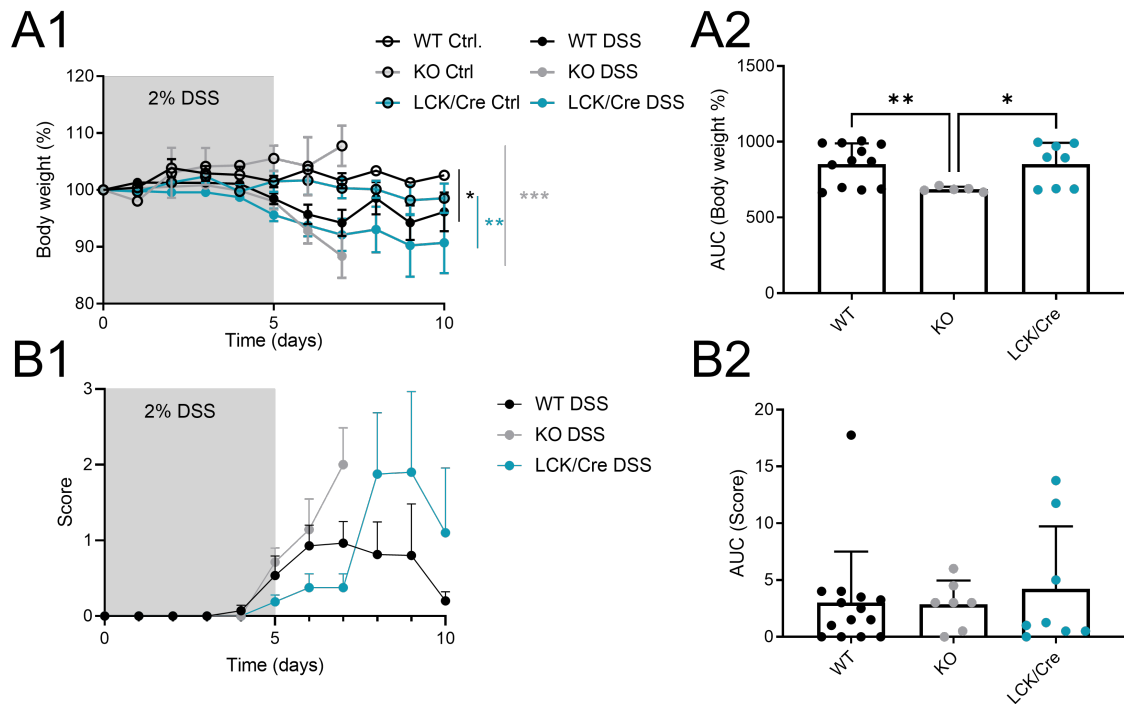 A1
WT Ctrl.
WT DSS
KO Ctrl
KO DSS
LCK/Cre Ctrl
LCK/Cre DSS
120
110
100
90
80
Body weight (%)
2% DSS
*
**
***
0
5
10
Time (days)
A2
1500
1000
500
0
AUC (Body weight %)
**
*
WT
KO
LCK/Cre
B1
3
2
1
0
Score
2% DSS
WT DSS
KO DSS
LCK/Cre DSS
0
5
10
Time (days)
B2
20
15
10
5
0
AUC (Score)
WT
KO
LCK/Cre